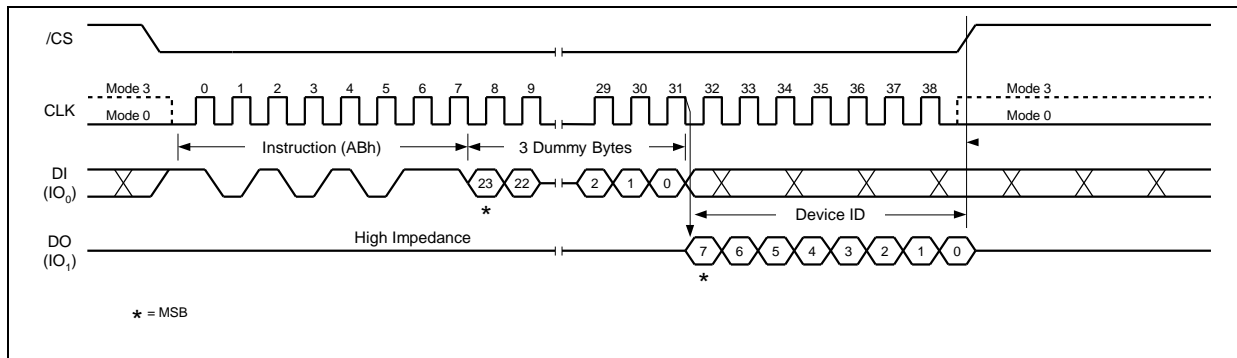 /CS
Mode 3 0 1 2 3 4 5 6 7 8 9 29 30 31 32 33 34 35 36 37 38 Mode 3
CLK
Mode 0 Mode 0
Instruction (ABh) 3 Dummy Bytes
DI
(IO0) 23 22 2 1 0
*
Device ID
High Impedance
DO
(IO1) 7 6 5 4 3 2 1 0
*
* = MSB